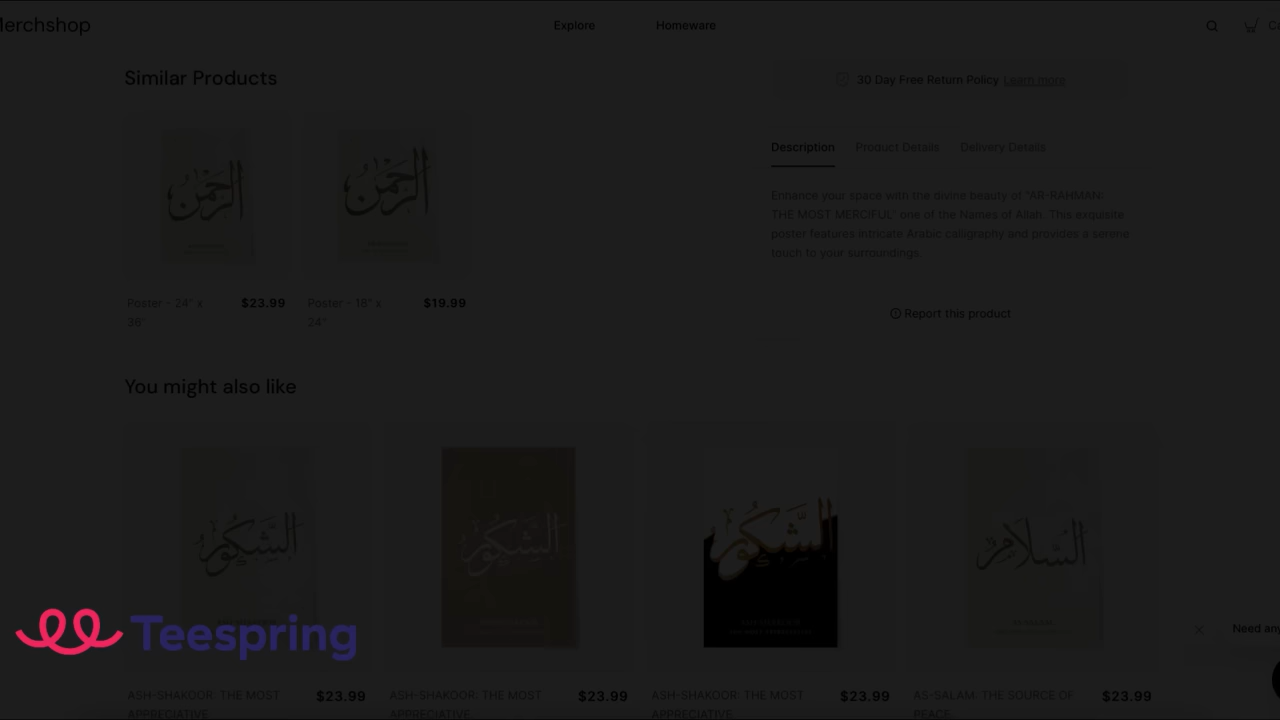 Merchshop
Explore
Homeware
Similar Products
30 Day Free Return Policy Learn more
Description
Product Details
Delivery Details
Enhance your space with the divine beauty of 'AR-RAHMAN:
THE MOST MERCIFUL' one of the Names of Allah. This exquisite
poster features intricate Arabic calligraphy and provides a serene
touch to your surroundings.
Report this product
الرحمن
الرحمن
Poster - 24" x
36"
$23.99
Poster - 18" x
24"
$19.99
You might also like
الشكور
الشكور
الشكور
السلام
Teespring
Need any
ASH-SHAKOOR: THE MOST
APPRECIATIVE
$23.99
ASH-SHAKOOR: THE MOST
APPRECIATIVE
$23.99
ASH-SHAKOOR: THE MOST
APPRECIATIVE
$23.99
AS-SALAM: THE SOURCE OF
PEACE
$23.99